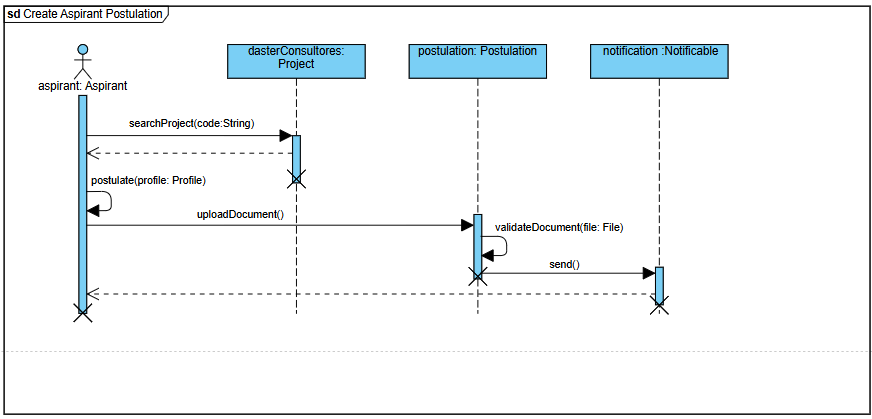 sd Create Aspirant Postulation
aspirant: Aspirant
dasterConsultores:
Project
postulation: Postulation
notification :Notificable
searchProject(code:String)
postulate(profile: Profile)
uploadDocument()
validateDocument(file: File)
send()